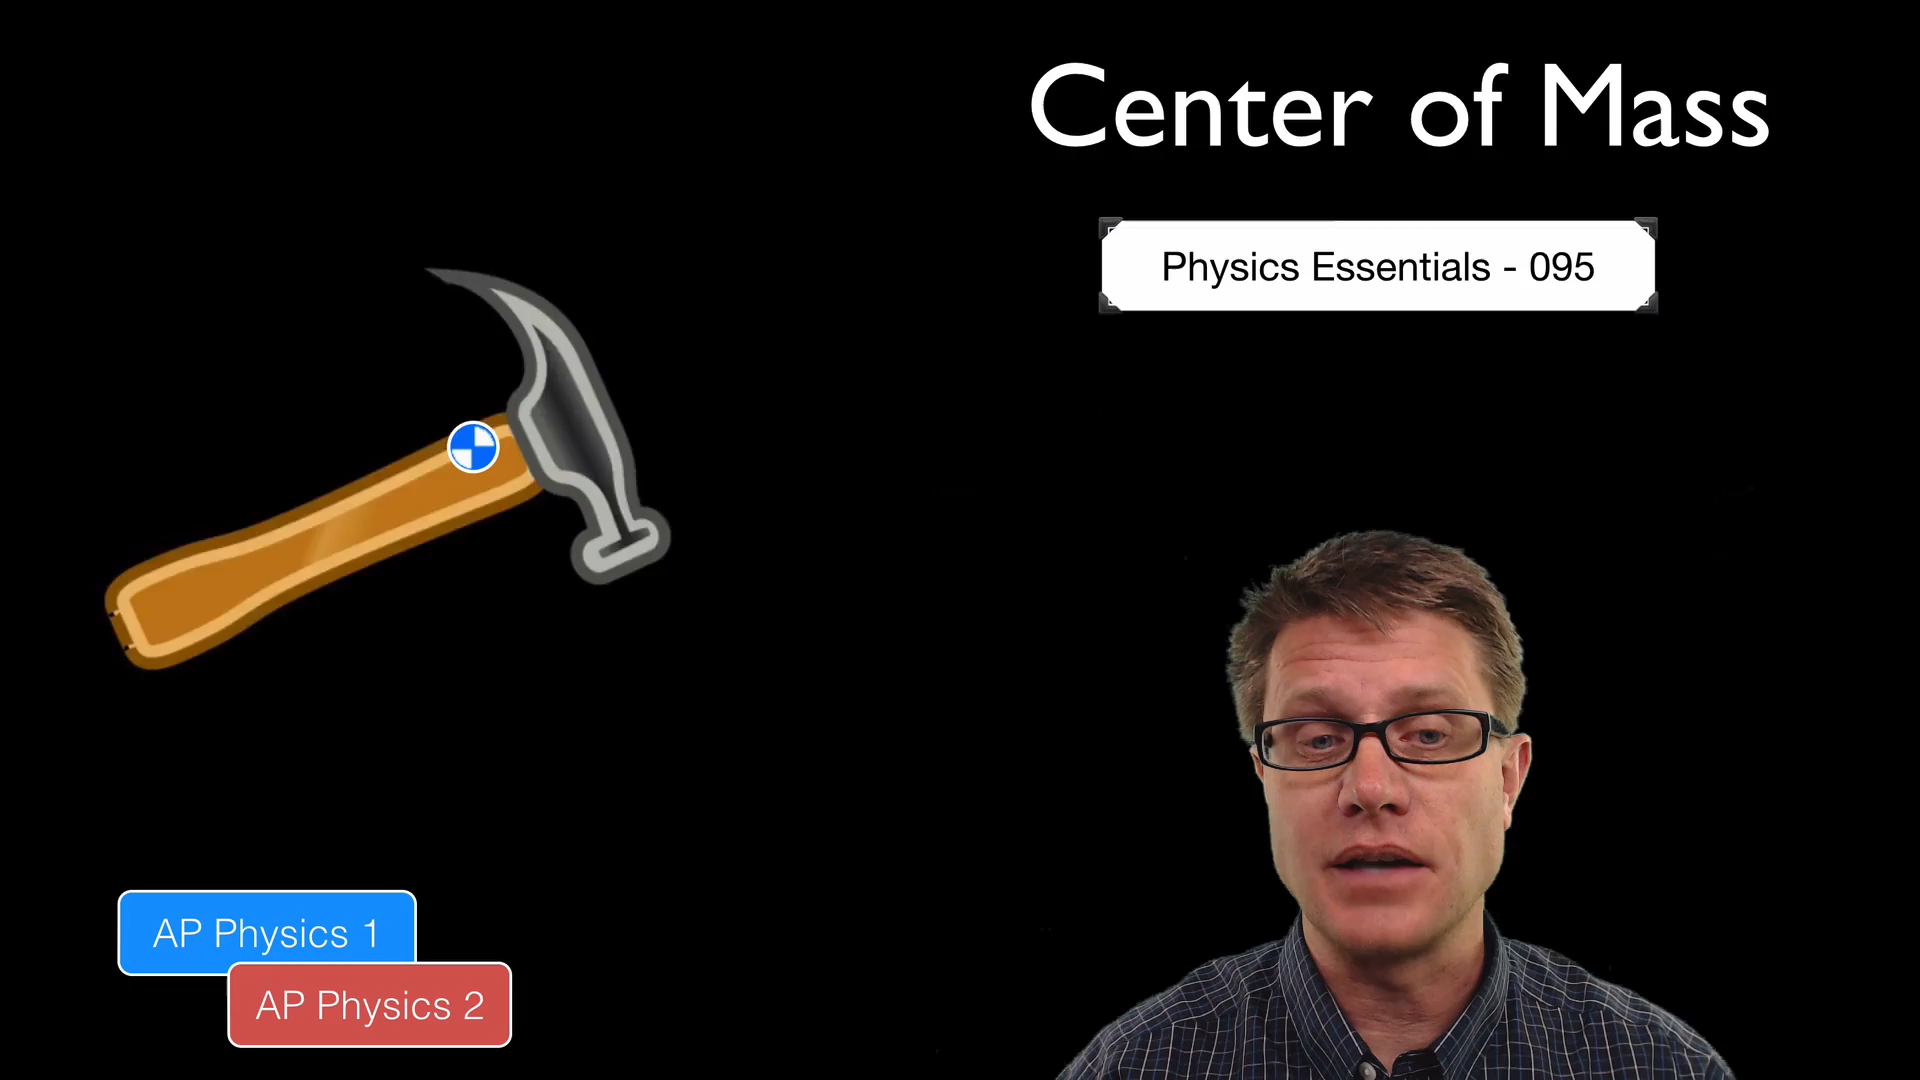 Center of Mass
Physics Essentials - 095
AP Physics 1
AP Physics 2